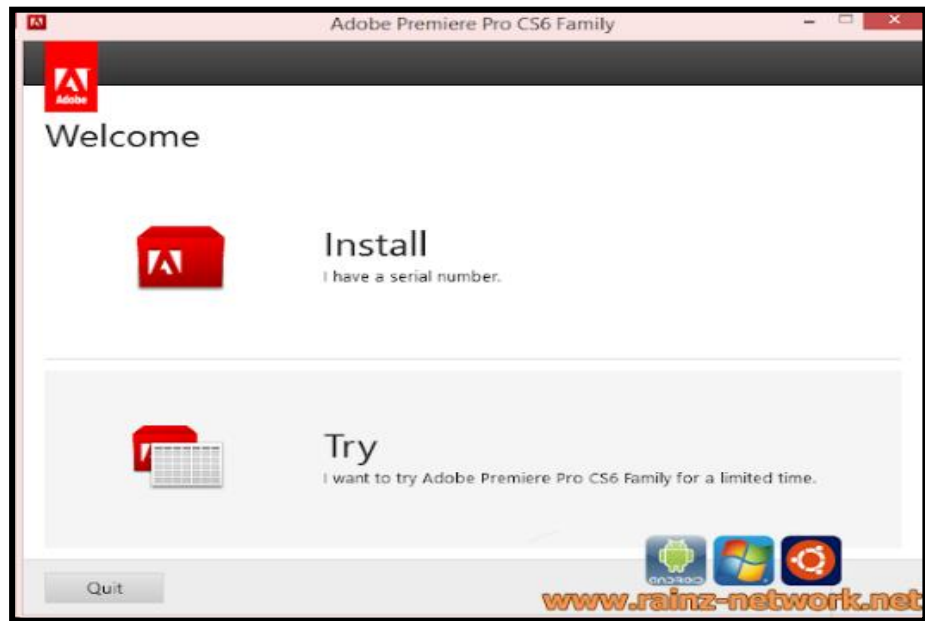 Adobe Premiere Pro CS6 Family
Adobe
Welcome
Install
I have a serial number.
Try
I want to try Adobe Premiere Pro CS6 Family for a limited time.
Quit
ANDROID
www.rainz-network.net